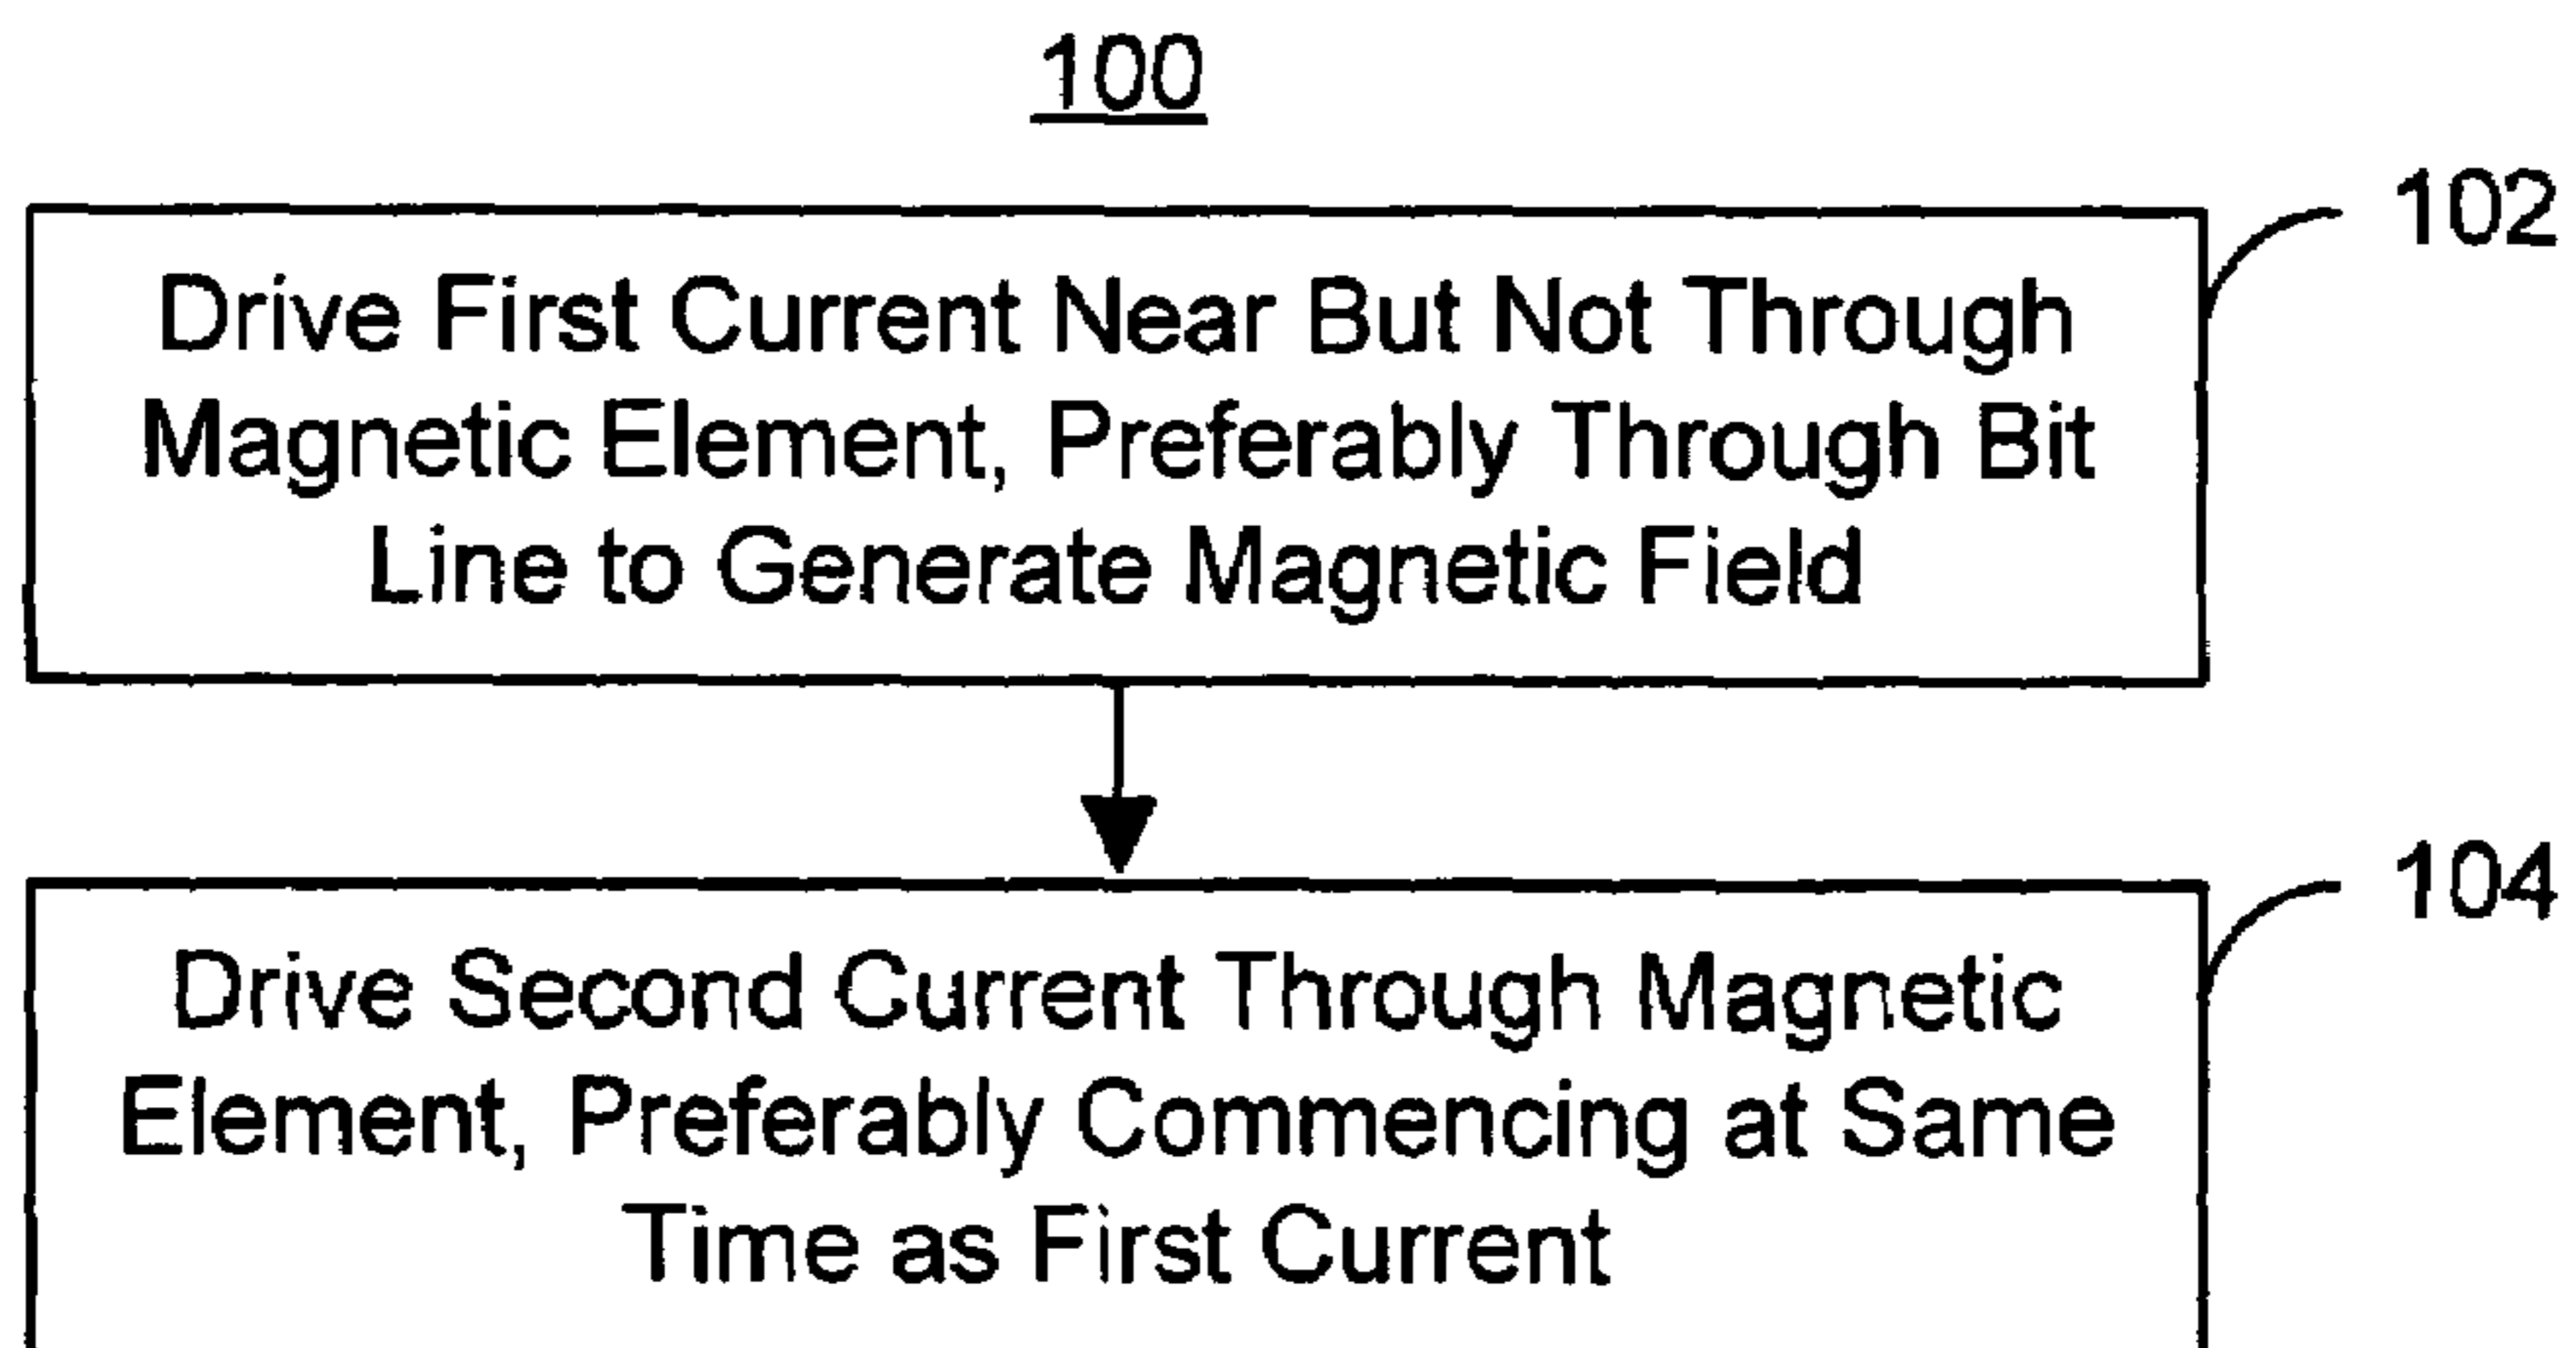 100
102
Drive First Current Near But Not Through
Magnetic Element, Preferably Through Bit
Line to Generate Magnetic Field
104
Drive Second Current Through Magnetic
Element, Preferably Commencing at Same
Time as First Current